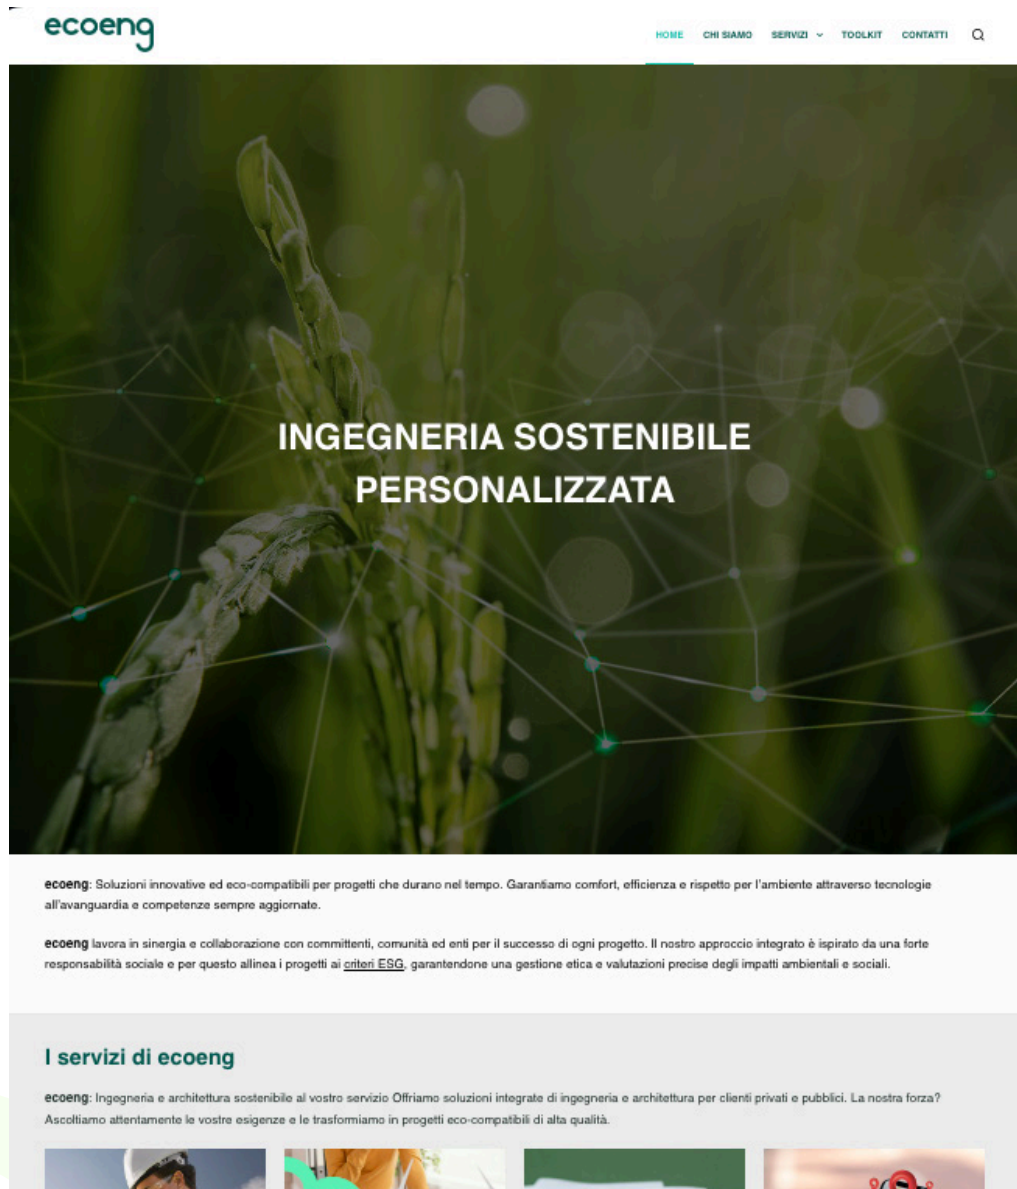 ecoeng
HOME CHI SIAMO SERVIZI TOOLKIT CONTATTI
INGEGNERIA SOSTENIBILE
PERSONALIZZATA
ecoeng: Soluzioni innovative ed eco-compatibili per progetti che durano nel tempo. Garantiamo comfort, efficienza e rispetto per l'ambiente attraverso tecnologie
all'avanguardia e competenze sempre aggiornate.
ecoeng lavora in sinergia e collaborazione con committenti, comunità ed enti per il successo di ogni progetto. Il nostro approccio integrato è ispirato da una forte
responsabilità sociale e per questo allinea i progetti ai criteri ESG, garantendone una gestione etica e valutazioni precise degli impatti ambientali e sociali.
I servizi di ecoeng
ecoeng: Ingegneria e architettura sostenibile al vostro servizio Offriamo soluzioni integrate di ingegneria e architettura per clienti privati e pubblici. La nostra forza?
Ascoltiamo attentamente le vostre esigenze e le trasformiamo in progetti eco-compatibili di alta qualità.